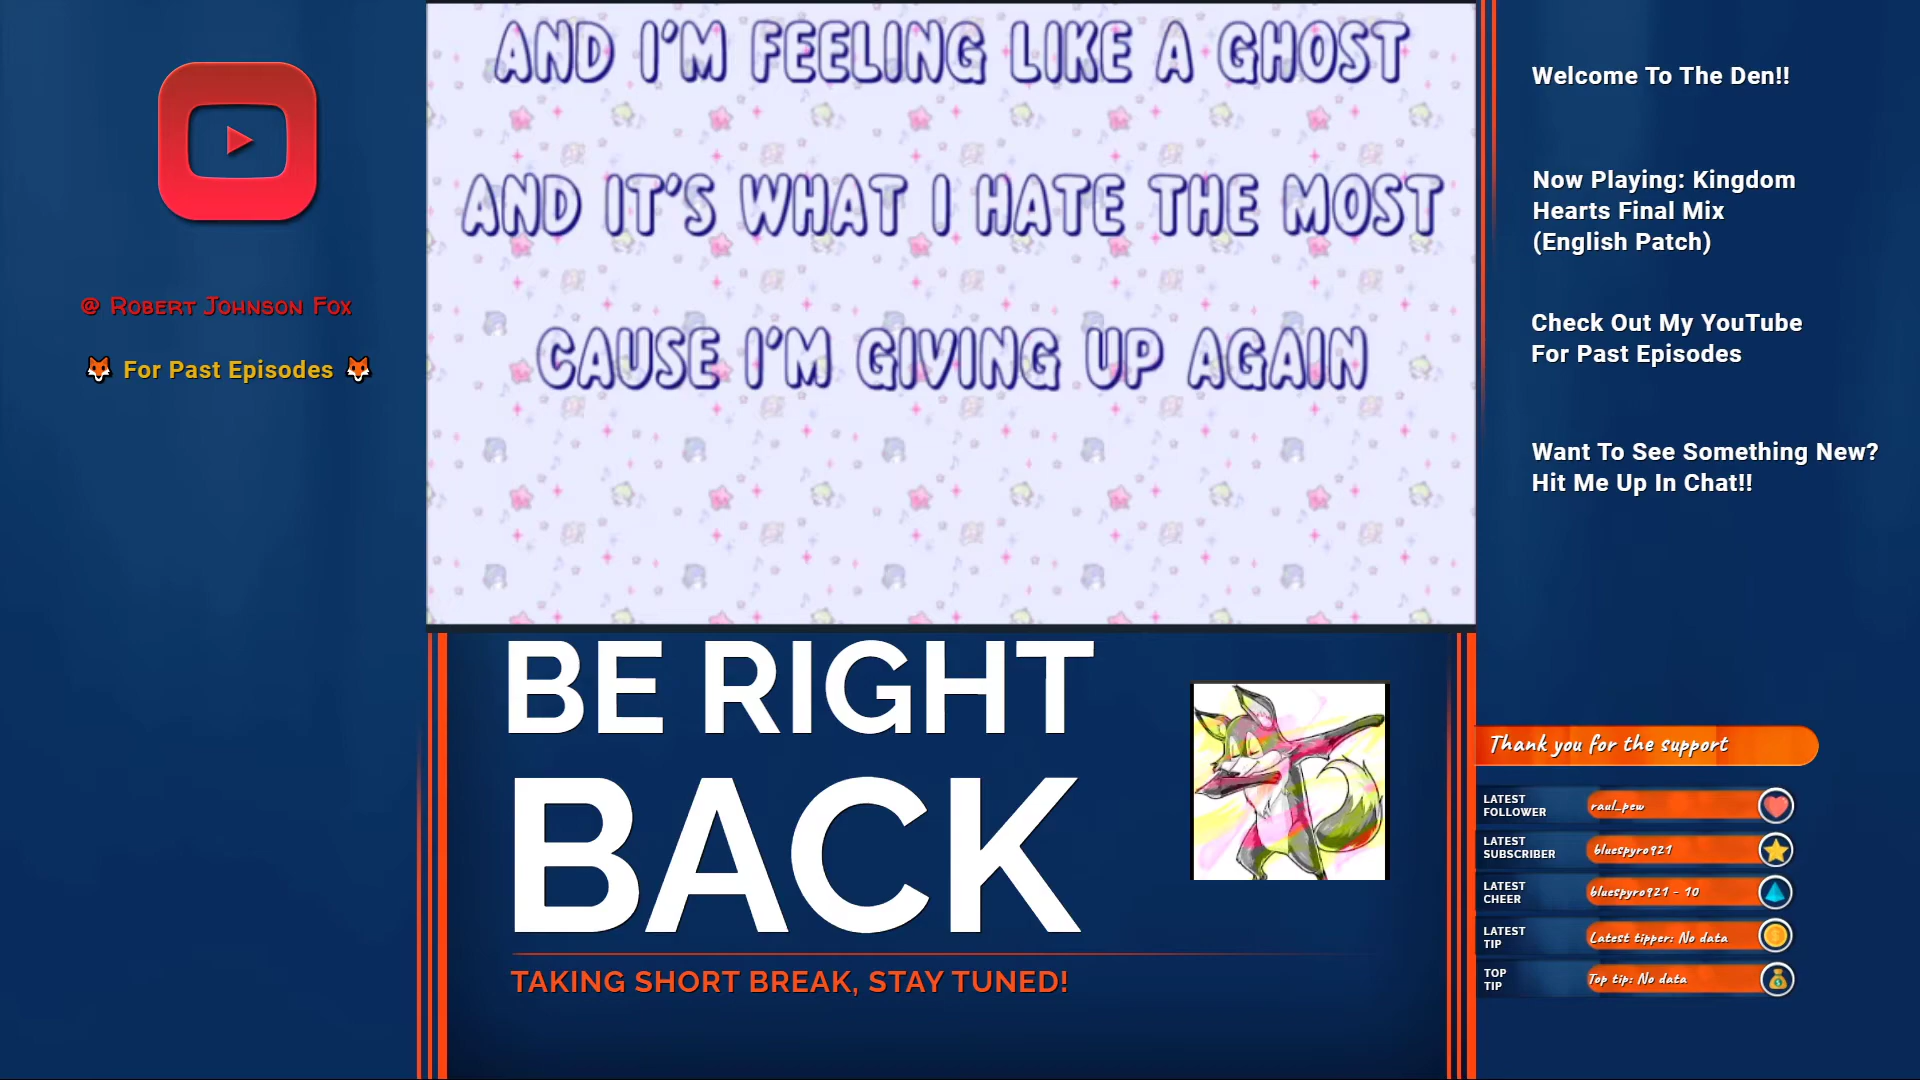 AND I'M FEELING LIKE A GHOST
AND IT'S WHAT I HATE THE MOST
CAUSE I'M GIVING UP AGAIN
@ ROBERT JOHNSON FOX
For Past Episodes
Welcome To The Den!!
Now Playing: Kingdom
Hearts Final Mix
(English Patch)
Check Out My YouTube
For Past Episodes
Want To See Something New?
Hit Me Up In Chat!!
BE RIGHT
BACK
TAKING SHORT BREAK, STAY TUNED!
Thank you for the support
LATEST
FOLLOWER
raul_pew
LATEST
SUBSCRIBER
bluespyro921
LATEST
CHEER
bluespyro921 - 10
LATEST
TIP
Latest tipper: No data
TOP
TIP
Top tip: No data